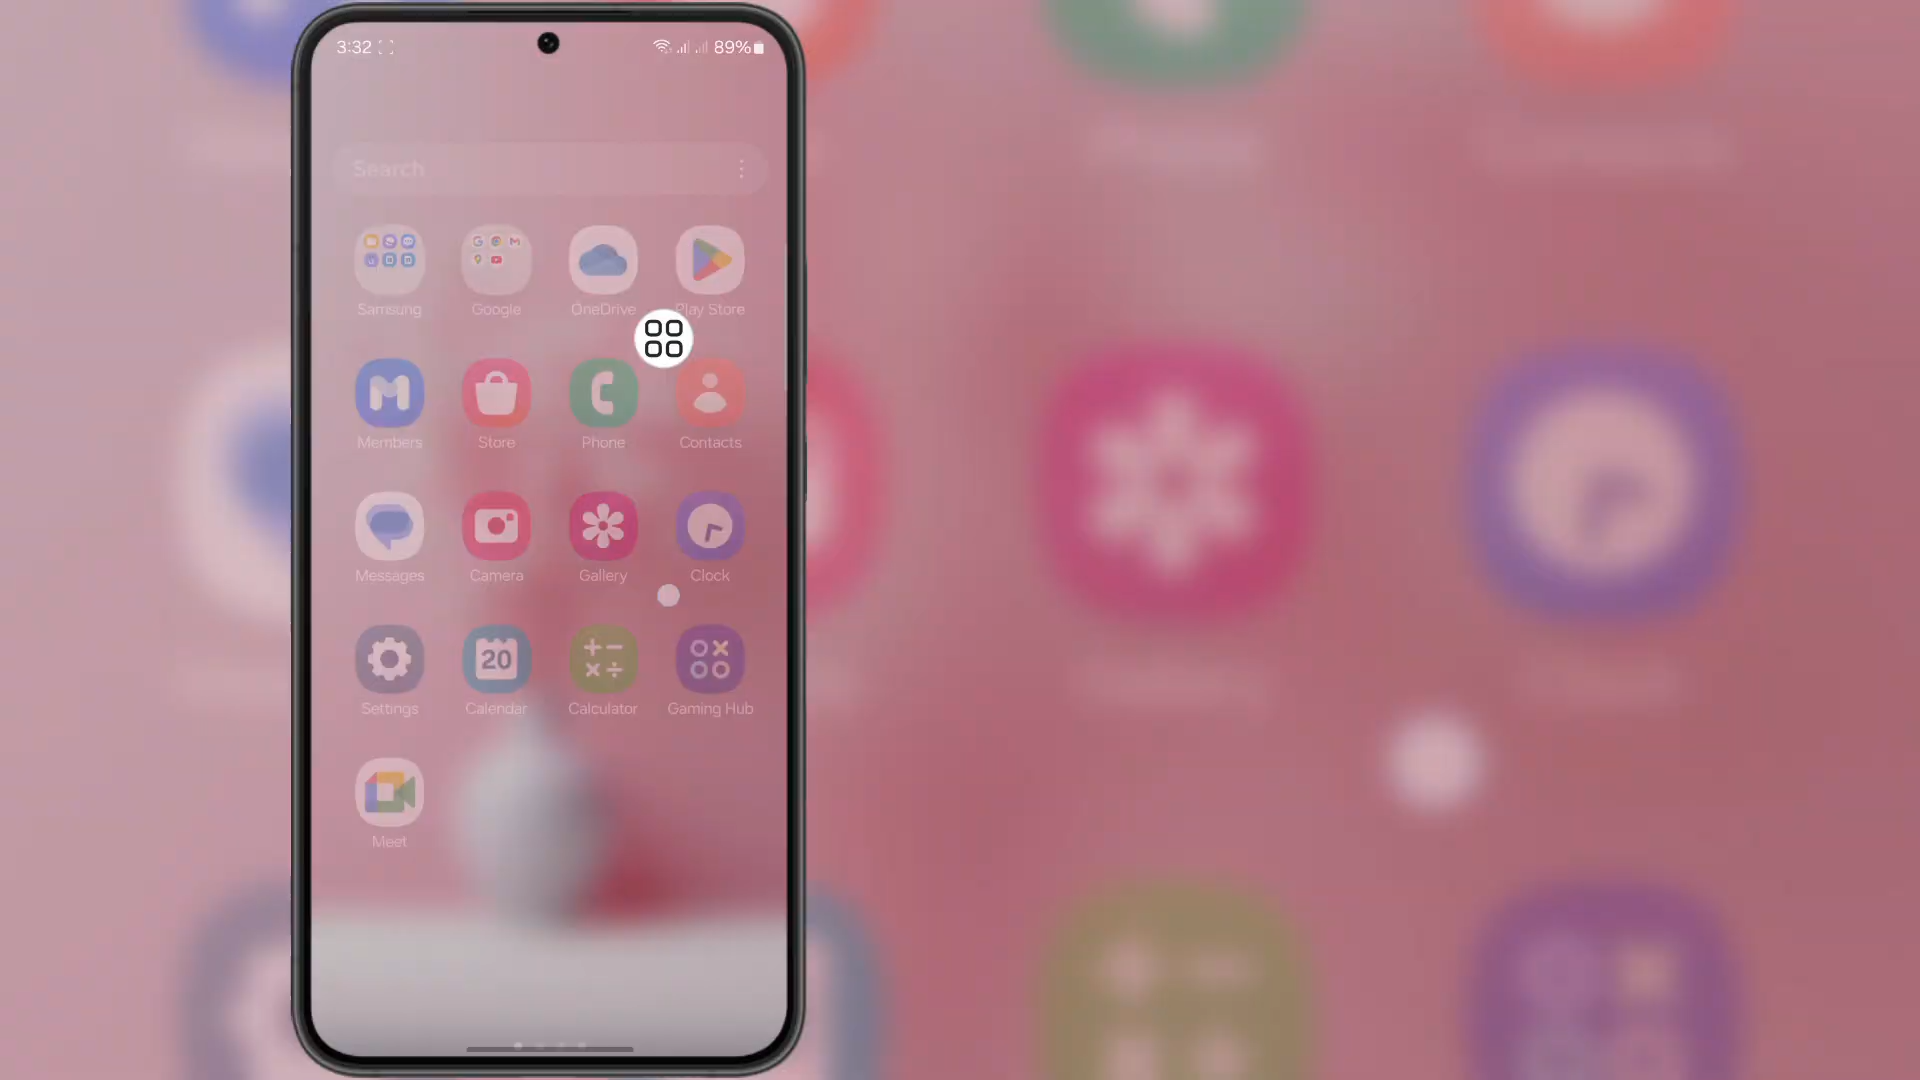 3:32
89%
Search
Samsung
Google
OneDrive
Play Store
Members
Store
Phone
Contacts
Messages
Camera
Gallery
Clock
20
Settings
Calendar
Calculator
Gaming Hub
Meet